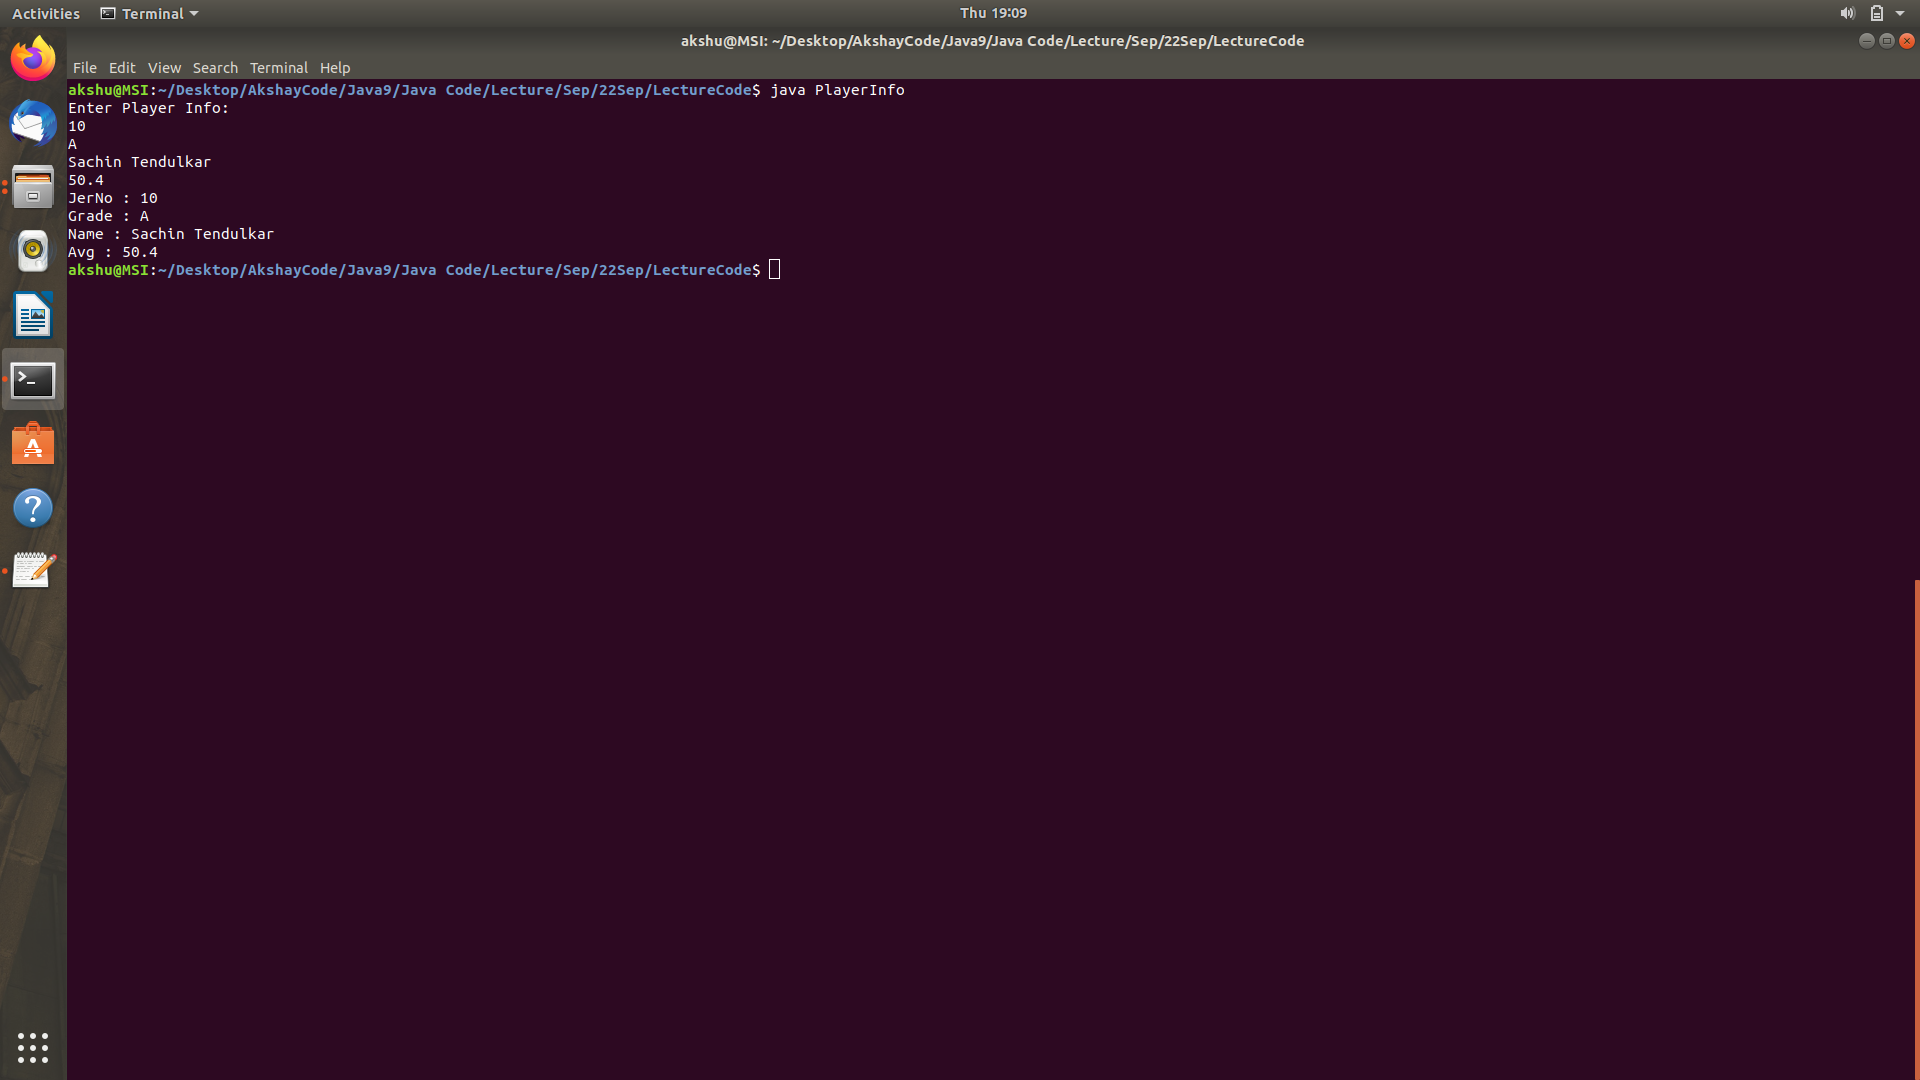 Activities
Terminal
Thu 19:09
akshu@MSI: ~/Desktop/AkshayCode/Java9/Java Code/Lecture/Sep/22Sep/LectureCode
File Edit View Search Terminal Help
akshu@MSI:~/Desktop/AkshayCode/Java9/Java Code/Lecture/Sep/22Sep/LectureCode$ java PlayerInfo
Enter Player Info:
10
A
Sachin Tendulkar
50.4
JerNo : 10
Grade : A
Name : Sachin Tendulkar
Avg : 50.4
akshu@MSI:~/Desktop/AkshayCode/Java9/Java Code/Lecture/Sep/22Sep/LectureCode$